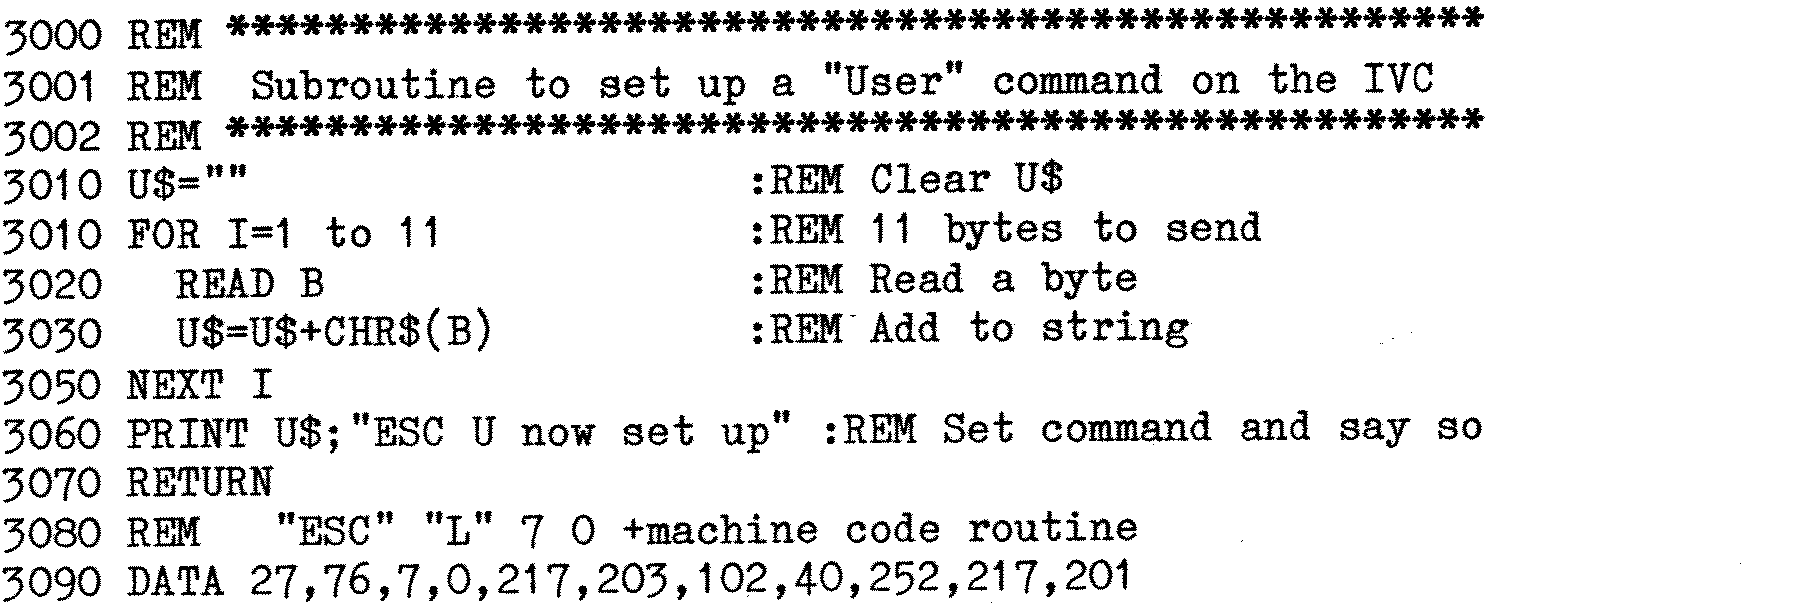 3000 REM ***************************************************
3001 REM  Subroutine to set up a "User" command on the IVC
3002 REM ***************************************************
3010 U$=""                     :REM Clear U$
3010 FOR I=1 to 11             :REM 11 bytes to send
3020   READ B                  :REM Read a byte
3030   U$=U$+CHR$(B)           :REM Add to string
3050 NEXT I
3060 PRINT U$;"ESC U now set up" :REM Set command and say so
3070 RETURN
3080 REM   "ESC" "L" 7 0 +machine code routine
3090 DATA 27,76,7,0,217,203,102,40,252,217,201